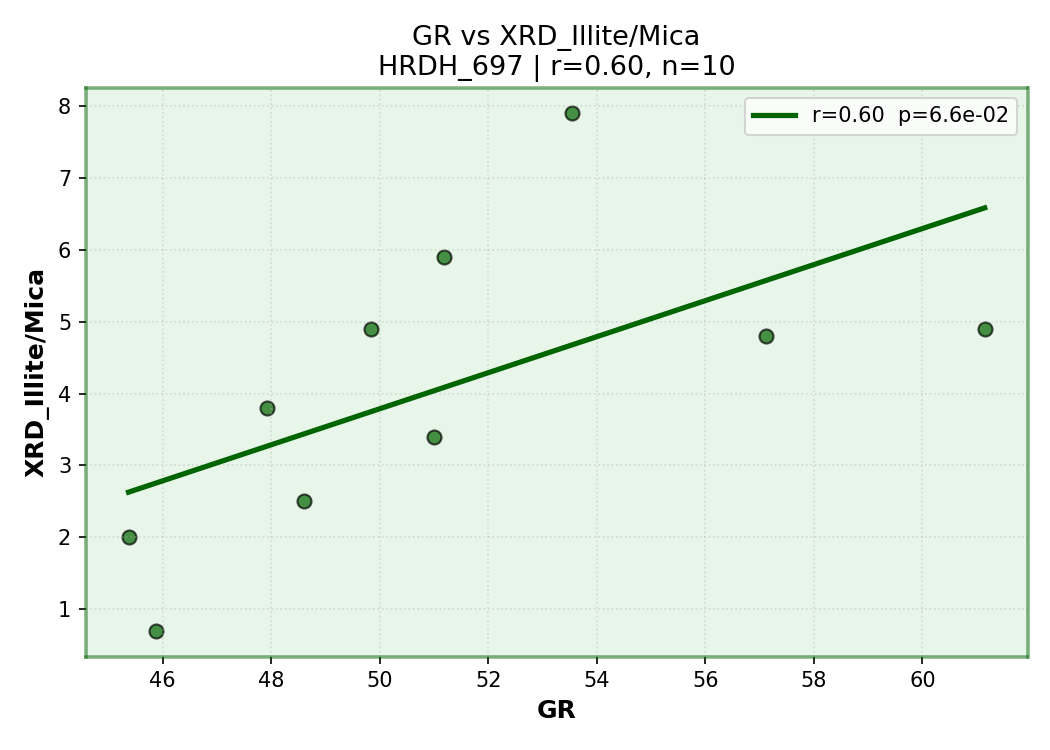 GR vs XRD_Illite/Mica
HRDH_697 | r=0.60, n=10
r=0.60  p=6.6e-02
8
7
6
5
4
3
2
1
XRD_Illite/Mica
46 48 50 52 54 56 58 60
GR